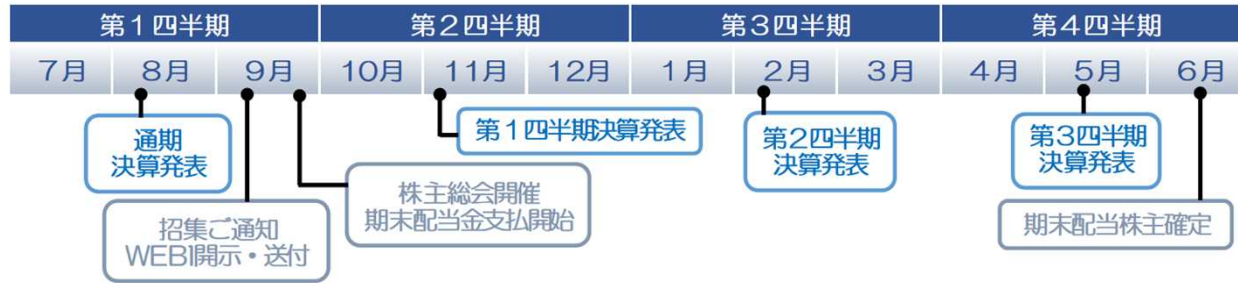 第1四半期 第2四半期 第3四半期 第4四半期
7月 8月 9月 10月 11月 12月 1月 2月 3月 4月 5月 6月
通期
決算発表
第1四半期決算発表
第2四半期
決算発表
第3四半期
決算発表
招集ご通知
WEB開示・送付
株主総会開催
期末配当金支払開始
期末配当株主確定